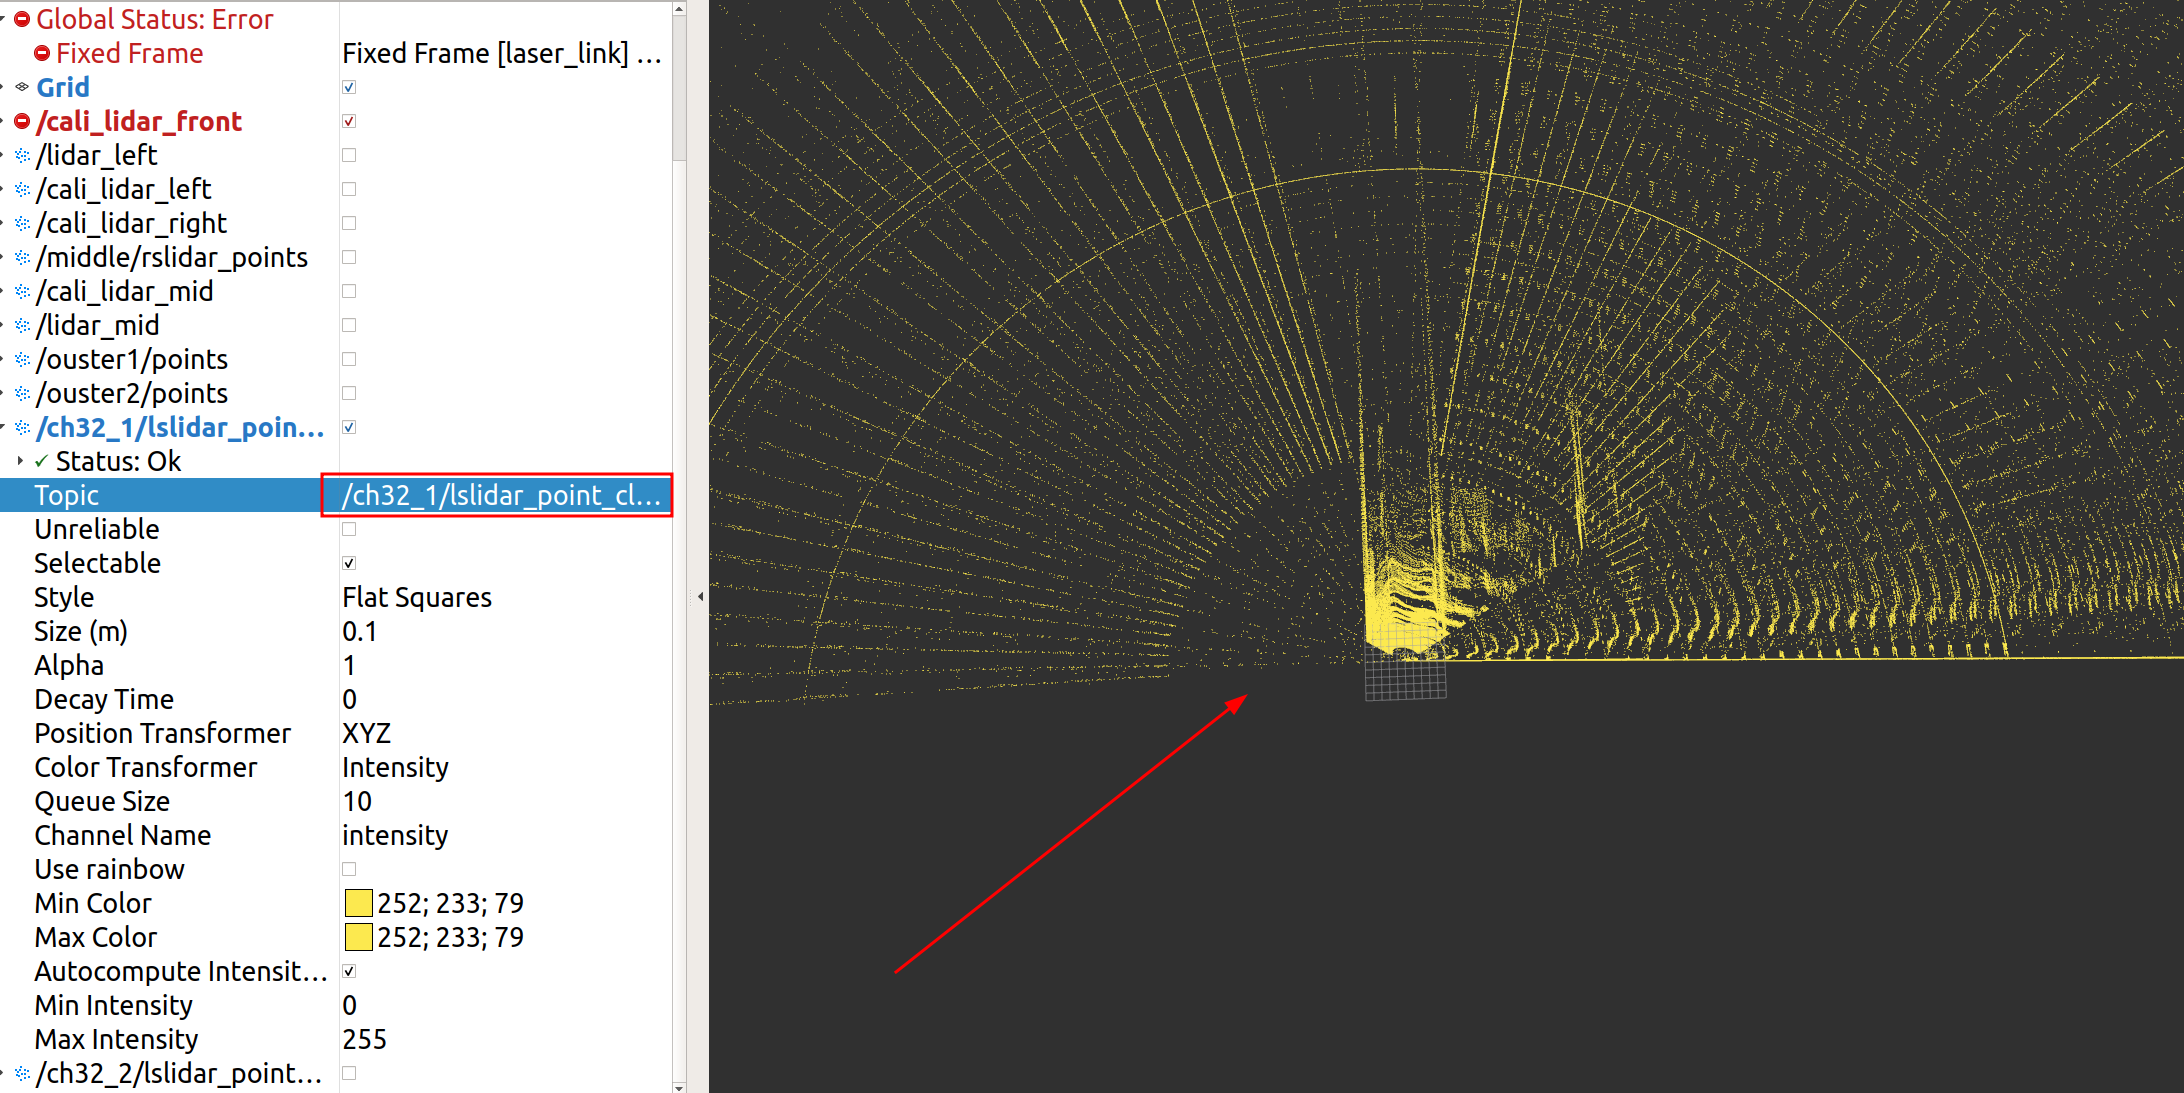 Global Status: Error
Fixed Frame Fixed Frame [laser_link] ...
Grid
/cali_lidar_front
/lidar_left
/cali_lidar_left
/cali_lidar_right
/middle/rslidar_points
/cali_lidar_mid
/lidar_mid
/ouster1/points
/ouster2/points
/ch32_1/lslidar_poin...
Status: Ok
Topic /ch32_1/lslidar_point_cl...
Unreliable
Selectable
Style Flat Squares
Size (m) 0.1
Alpha 1
Decay Time 0
Position Transformer XYZ
Color Transformer Intensity
Queue Size 10
Channel Name intensity
Use rainbow
Min Color 252; 233; 79
Max Color 252; 233; 79
Autocompute Intensit...
Min Intensity 0
Max Intensity 255
/ch32_2/lslidar_point...